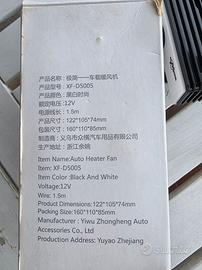 产品名称:极简一一车载暖风机
产品型号:XF-D5005
产品颜色:黑白时尚
额定电压:12V
电源线长:1.5m
产品尺寸:122*105*74mm
包装尺寸:160*110*85mm
制造商:义乌市众横汽车用品有限公司
生产地址:浙江余姚
Item Name:Auto Heater Fan
Item: XF-D5005
Item Color:Black And White
Voltage:12V
Wire: 1.5m
Product Dimensions:122*105*74mm
Packing Size:160*110*85mm
Manufacturer: Yiwu Zhongheng Auto
Accessories Co., Ltd
Production Address: Yuyao Zhejiang